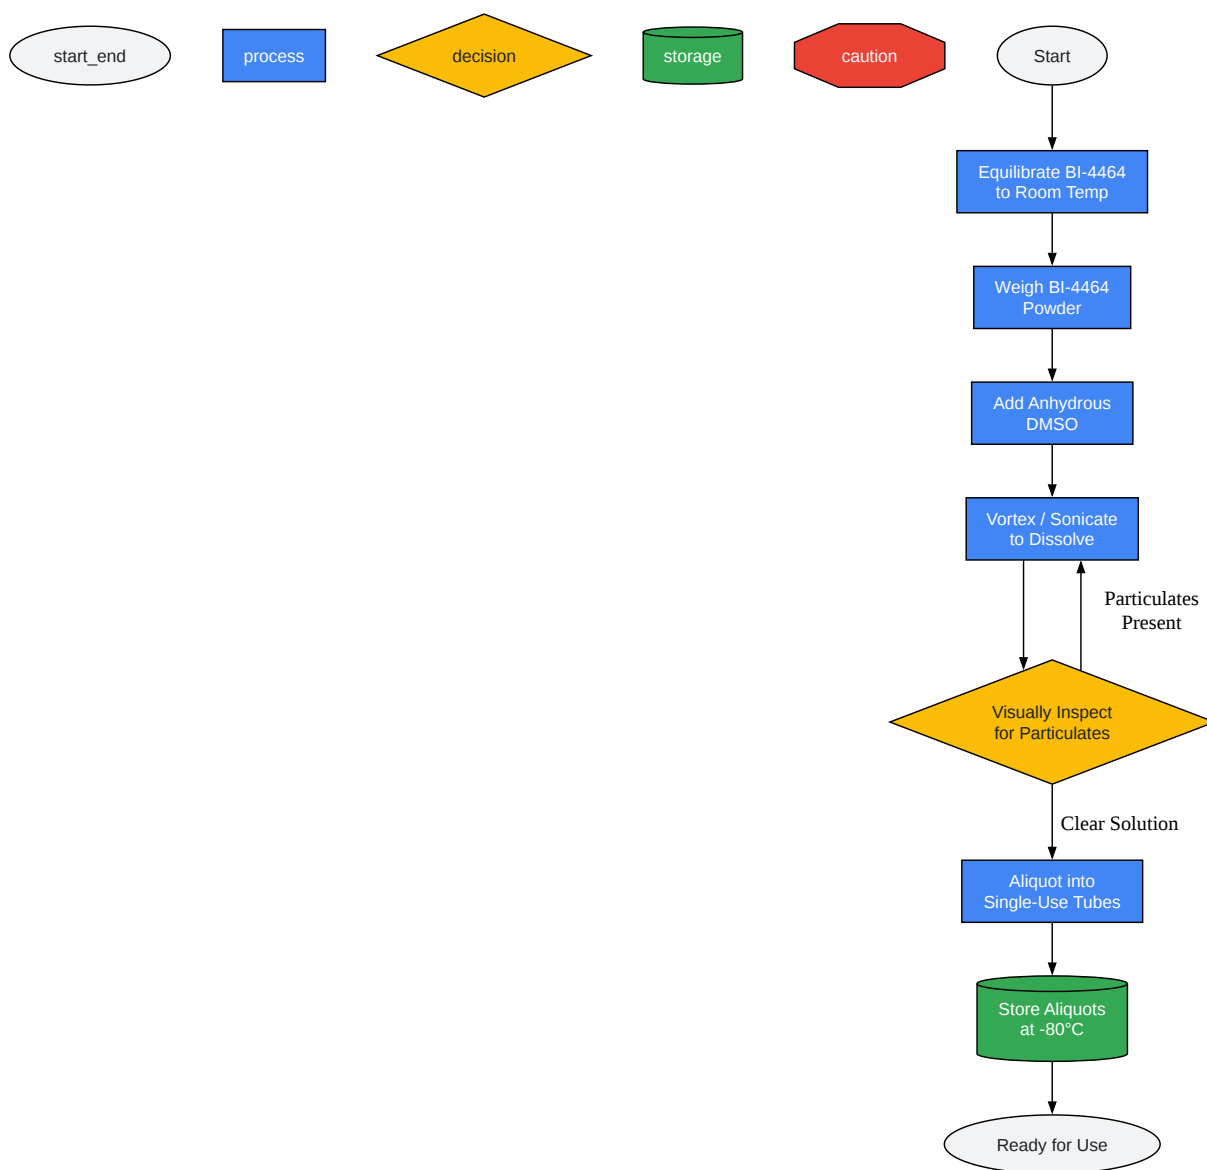 start_end
process
decision
storage
caution
Start
Equilibrate BI-4464
to Room Temp
Weigh BI-4464
Powder
Add Anhydrous
DMSO
Vortex / Sonicate
to Dissolve
Particulates
Present
Visually Inspect
for Particulates
Clear Solution
Aliquot into
Single-Use Tubes
Store Aliquots
at -80°C
Ready for Use